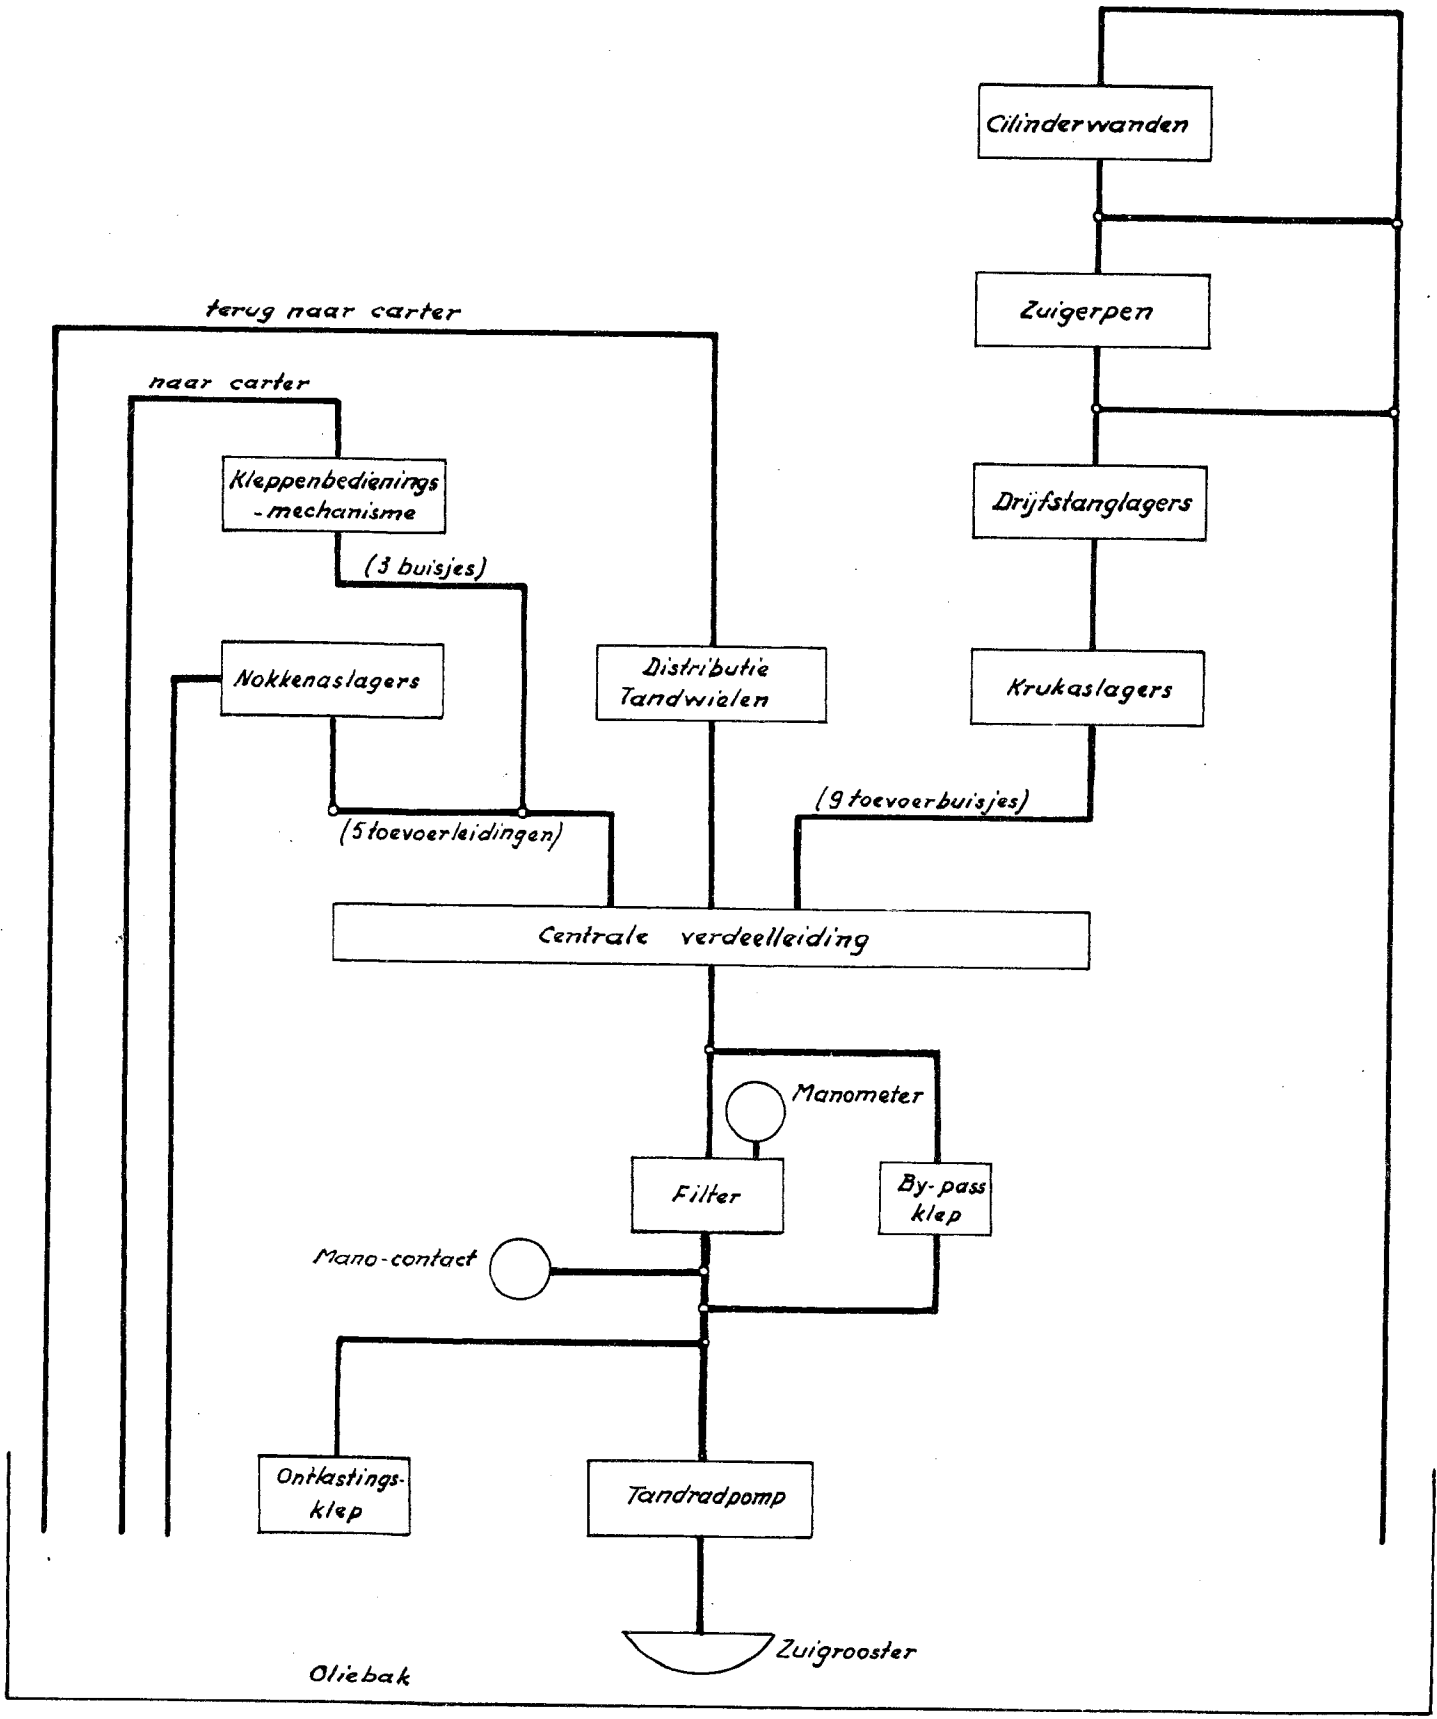 Cilinderwanden
Zuigerpen
terug naar carter
naar carter
Kleppenbedienings
-mechanisme
Drijfstanglagers
(3 buisjes)
Nokkenaslagers
Distributie
Tandwielen
Krukaslagers
(9 toevoerbuisjes)
(5 toevoerleidingen)
Centrale verdeelleiding
Manometer
Filter
By-pass
klep
Mano-contact
Ontlastings-
klep
Tandradpomp
Zuigrooster
Oliebak